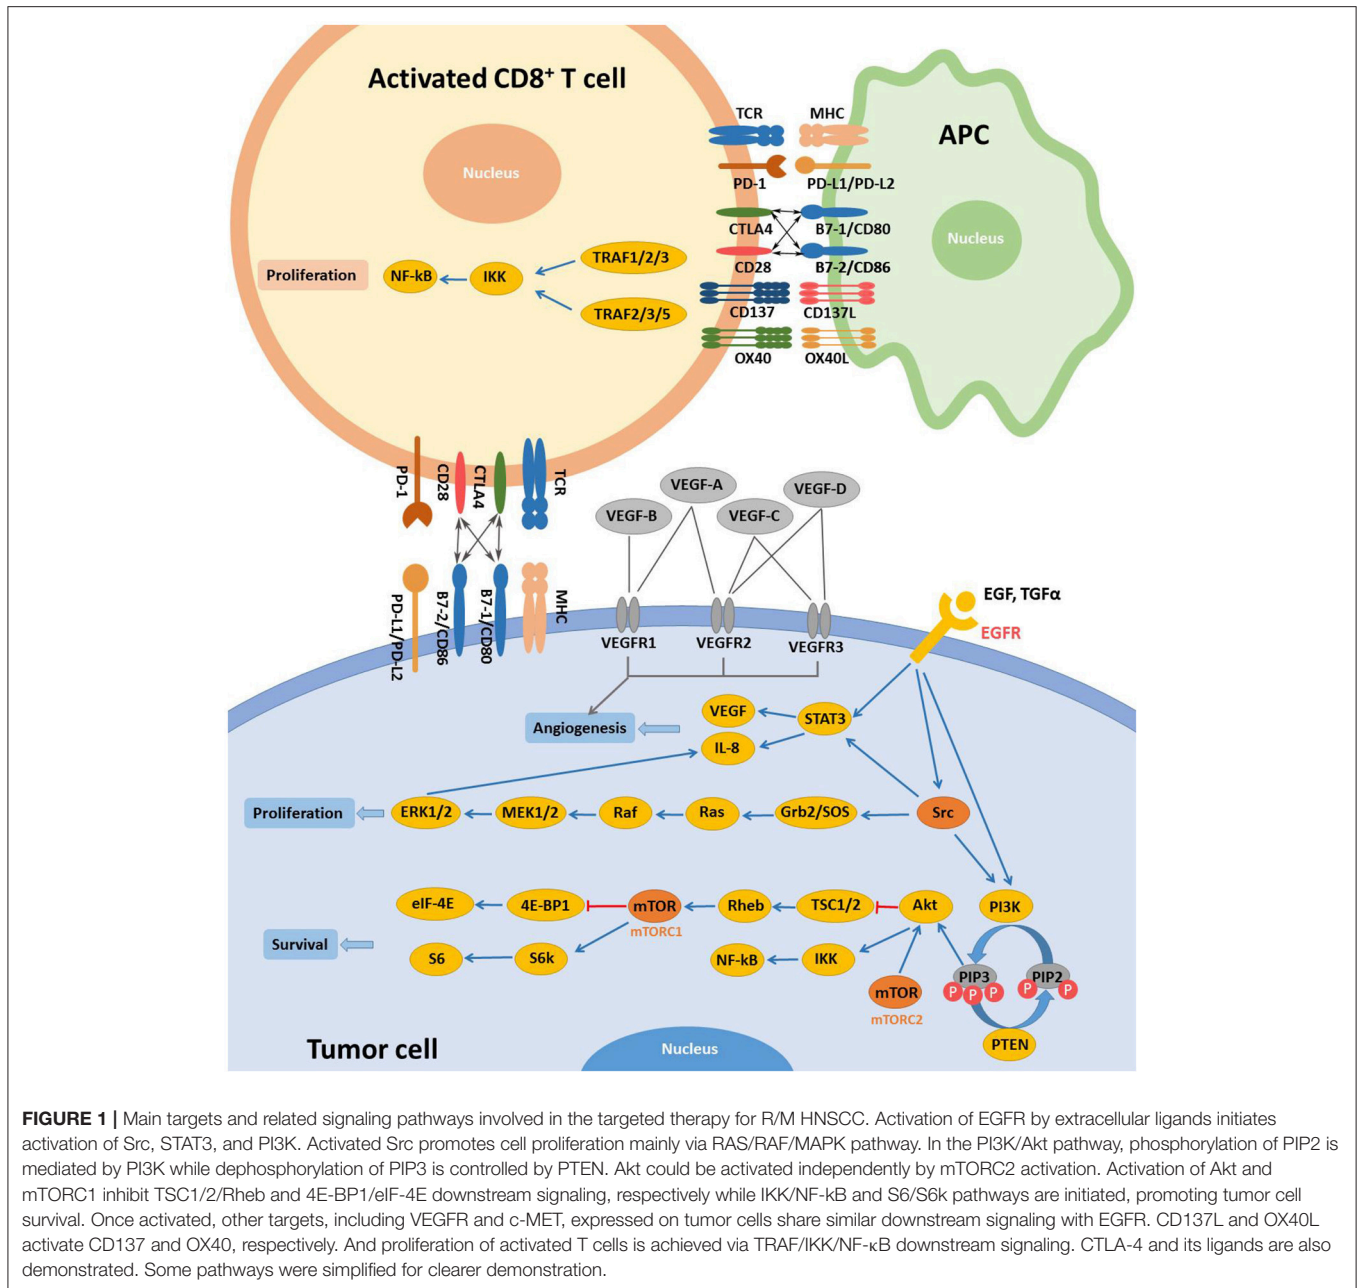 Activated CD8+ T cell
Nucleus
Proliferation
NF-kB
IKK
TRAF1/2/3
TRAF2/3/5
TCR
MHC
APC
PD-1
PD-L1/PD-L2
CTLA4
B7-1/CD80
Nucleus
CD28
B7-2/CD86
CD137
CD137L
OX40
OX40L
PD-1
CD28
CTLA4
TCR
PD-L1/PD-L2
B7-2/CD86
B7-1/CD80
MHC
VEGF-B
VEGF-A
VEGF-C
VEGF-D
VEGFR1
VEGFR2
VEGFR3
EGF, TGFα
EGFR
Angiogenesis
VEGF
IL-8
STAT3
Proliferation
ERK1/2
MEK1/2
Raf
Ras
Grb2/SOS
Src
eIF-4E
4E-BP1
mTOR
mTORC1
Rheb
TSC1/2
Akt
PI3K
Survival
S6
S6k
NF-kB
IKK
mTOR
mTORC2
PIP3
P P P
PIP2
P P
PTEN
Tumor cell
Nucleus
FIGURE 1 | Main targets and related signaling pathways involved in the targeted therapy for R/M HNSCC. Activation of EGFR by extracellular ligands initiates
activation of Src, STAT3, and PI3K. Activated Src promotes cell proliferation mainly via RAS/RAF/MAPK pathway. In the PI3K/Akt pathway, phosphorylation of PIP2 is
mediated by PI3K while dephosphorylation of PIP3 is controlled by PTEN. Akt could be activated independently by mTORC2 activation. Activation of Akt and
mTORC1 inhibit TSC1/2/Rheb and 4E-BP1/eIF-4E downstream signaling, respectively while IKK/NF-kB and S6/S6k pathways are initiated, promoting tumor cell
survival. Once activated, other targets, including VEGFR and c-MET, expressed on tumor cells share similar downstream signaling with EGFR. CD137L and OX40L
activate CD137 and OX40, respectively. And proliferation of activated T cells is achieved via TRAF/IKK/NF-κB downstream signaling. CTLA-4 and its ligands are also
demonstrated. Some pathways were simplified for clearer demonstration.